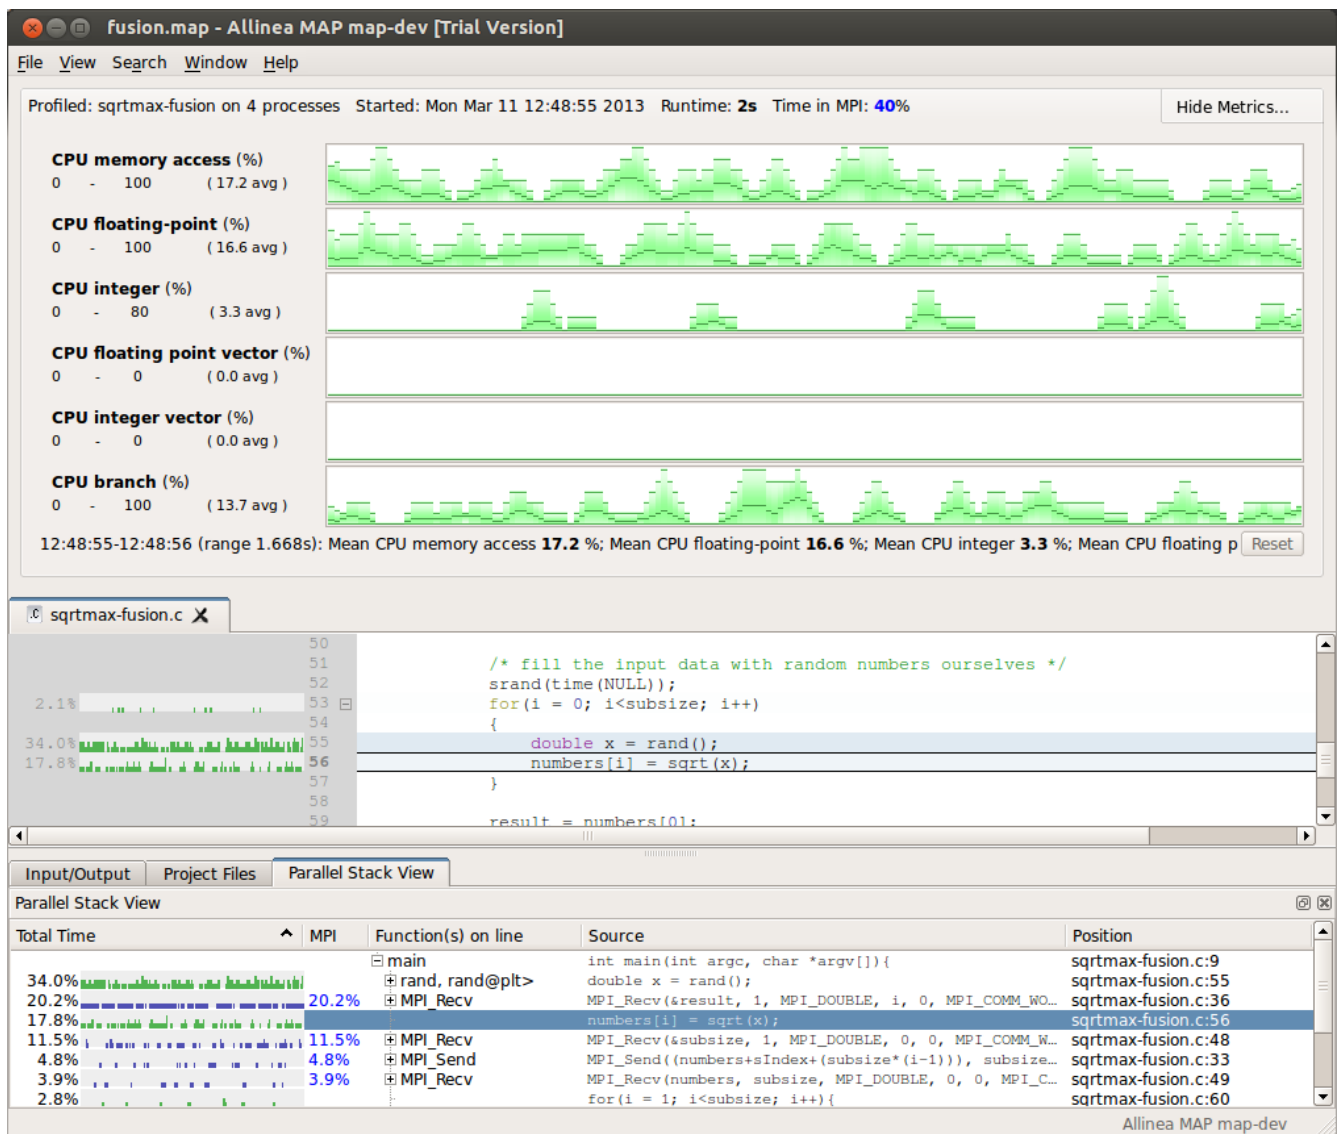 fusion.map - Allinea MAP map-dev [Trial Version]
File View Search Window Help
Profiled: sqrtmax-fusion on 4 processes Started: Mon Mar 11 12:48:55 2013 Runtime: 2s Time in MPI: 40% Hide Metrics...
CPU memory access (%)
0 - 100 ( 17.2 avg )
CPU floating-point (%)
0 - 100 ( 16.6 avg )
CPU integer (%)
0 - 80 ( 3.3 avg )
CPU floating point vector (%)
0 - 0 ( 0.0 avg )
CPU integer vector (%)
0 - 0 ( 0.0 avg )
CPU branch (%)
0 - 100 ( 13.7 avg )
12:48:55-12:48:56 (range 1.668s): Mean CPU memory access 17.2 %; Mean CPU floating-point 16.6 %; Mean CPU integer 3.3 %; Mean CPU floating p Reset
.c sqrtmax-fusion.c
50
51 /* fill the input data with random numbers ourselves */
52 srand(time(NULL));
2.1% 53 for(i = 0; i<subsize; i++)
54 {
34.0% 55 double x = rand();
17.8% 56 numbers[i] = sqrt(x);
57 }
58
59 result = numbers[0];
Input/Output Project Files Parallel Stack View
Parallel Stack View
Total Time MPI Function(s) on line Source Position
main int main(int argc, char *argv[]){ sqrtmax-fusion.c:9
34.0% rand, rand@plt> double x = rand(); sqrtmax-fusion.c:55
20.2% 20.2% MPI_Recv MPI_Recv(&result, 1, MPI_DOUBLE, i, 0, MPI_COMM_WO... sqrtmax-fusion.c:36
17.8% numbers[i] = sqrt(x); sqrtmax-fusion.c:56
11.5% 11.5% MPI_Recv MPI_Recv(&subsize, 1, MPI_DOUBLE, 0, 0, MPI_COMM_W... sqrtmax-fusion.c:48
4.8% 4.8% MPI_Send MPI_Send((numbers+sIndex+(subsize*(i-1))), subsize... sqrtmax-fusion.c:33
3.9% 3.9% MPI_Recv MPI_Recv(numbers, subsize, MPI_DOUBLE, 0, 0, MPI_C... sqrtmax-fusion.c:49
2.8% for(i = 1; i<subsize; i++){ sqrtmax-fusion.c:60
Allinea MAP map-dev